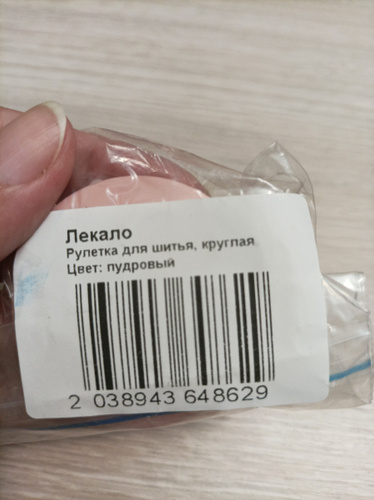 Лекало
Рулетка для шитья, круглая
Цвет: пудровый
2 038943 648629